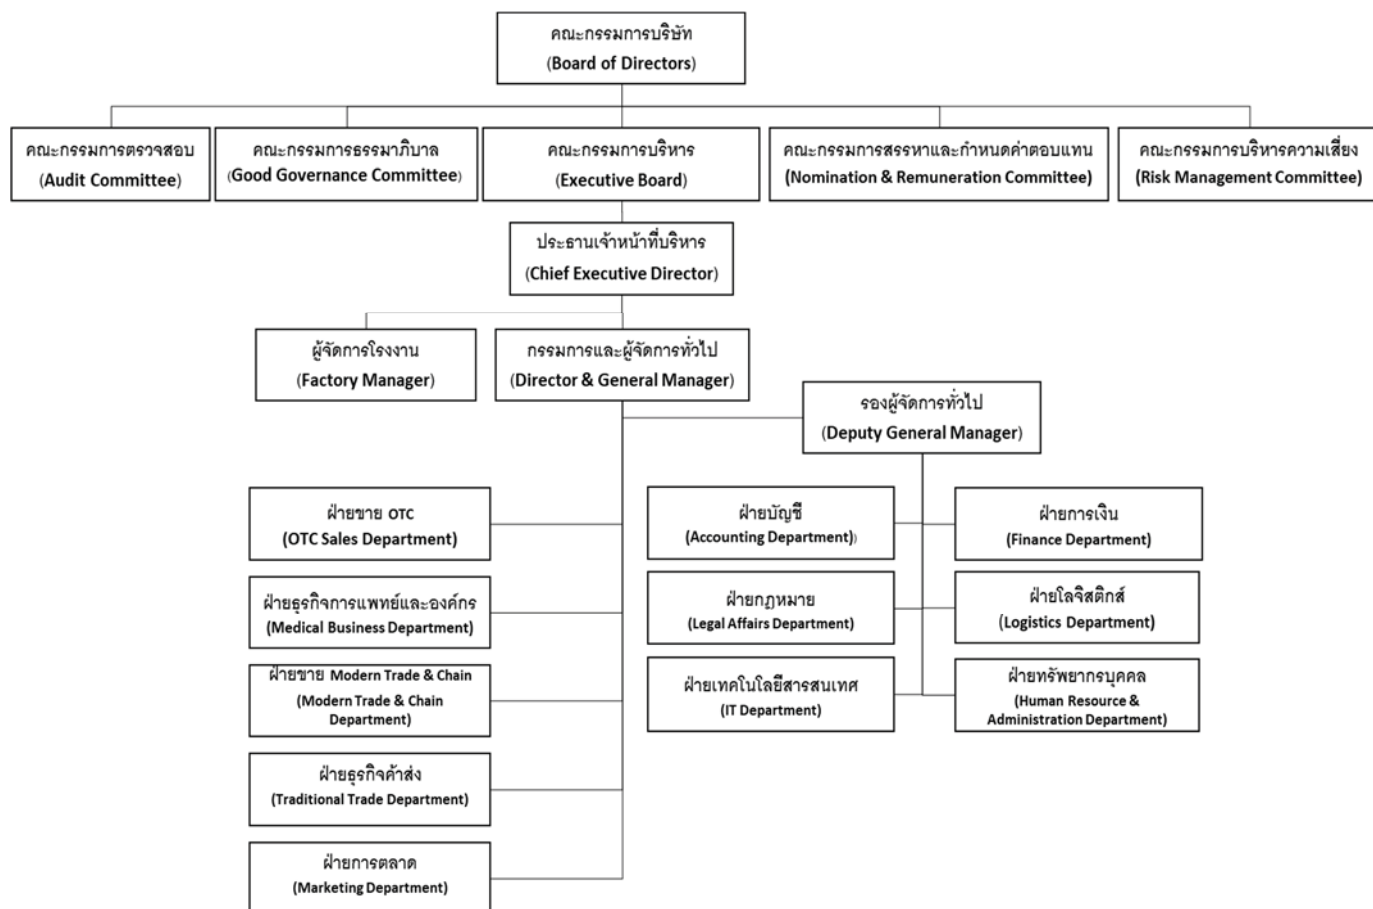 คณะกรรมการบริษัท
(Board of Directors)
คณะกรรมการตรวจสอบ
(Audit Committee)
คณะกรรมการธรรมาภิบาล
(Good Governance Committee)
คณะกรรมการบริหาร
(Executive Board)
คณะกรรมการสรรหาและกำหนดค่าตอบแทน
(Nomination & Remuneration Committee)
คณะกรรมการบริหารความเสี่ยง
(Risk Management Committee)
ประธานเจ้าหน้าที่บริหาร
(Chief Executive Director)
ผู้จัดการโรงงาน
(Factory Manager)
กรรมการและผู้จัดการทั่วไป
(Director & General Manager)
รองผู้จัดการทั่วไป
(Deputy General Manager)
ฝ่ายขาย OTC
(OTC Sales Department)
ฝ่ายบัญชี
(Accounting Department))
ฝ่ายการเงิน
(Finance Department)
ฝ่ายธุรกิจการแพทย์และองค์กร
(Medical Business Department)
ฝ่ายกฎหมาย
(Legal Affairs Department)
ฝ่ายโลจิสติกส์
(Logistics Department)
ฝ่ายขาย Modern Trade & Chain
(Modern Trade & Chain
Department)
ฝ่ายเทคโนโลยีสารสนเทศ
(IT Department)
ฝ่ายทรัพยากรบุคคล
(Human Resource &
Administration Department)
ฝ่ายธุรกิจค้าส่ง
(Traditional Trade Department)
ฝ่ายการตลาด
(Marketing Department)